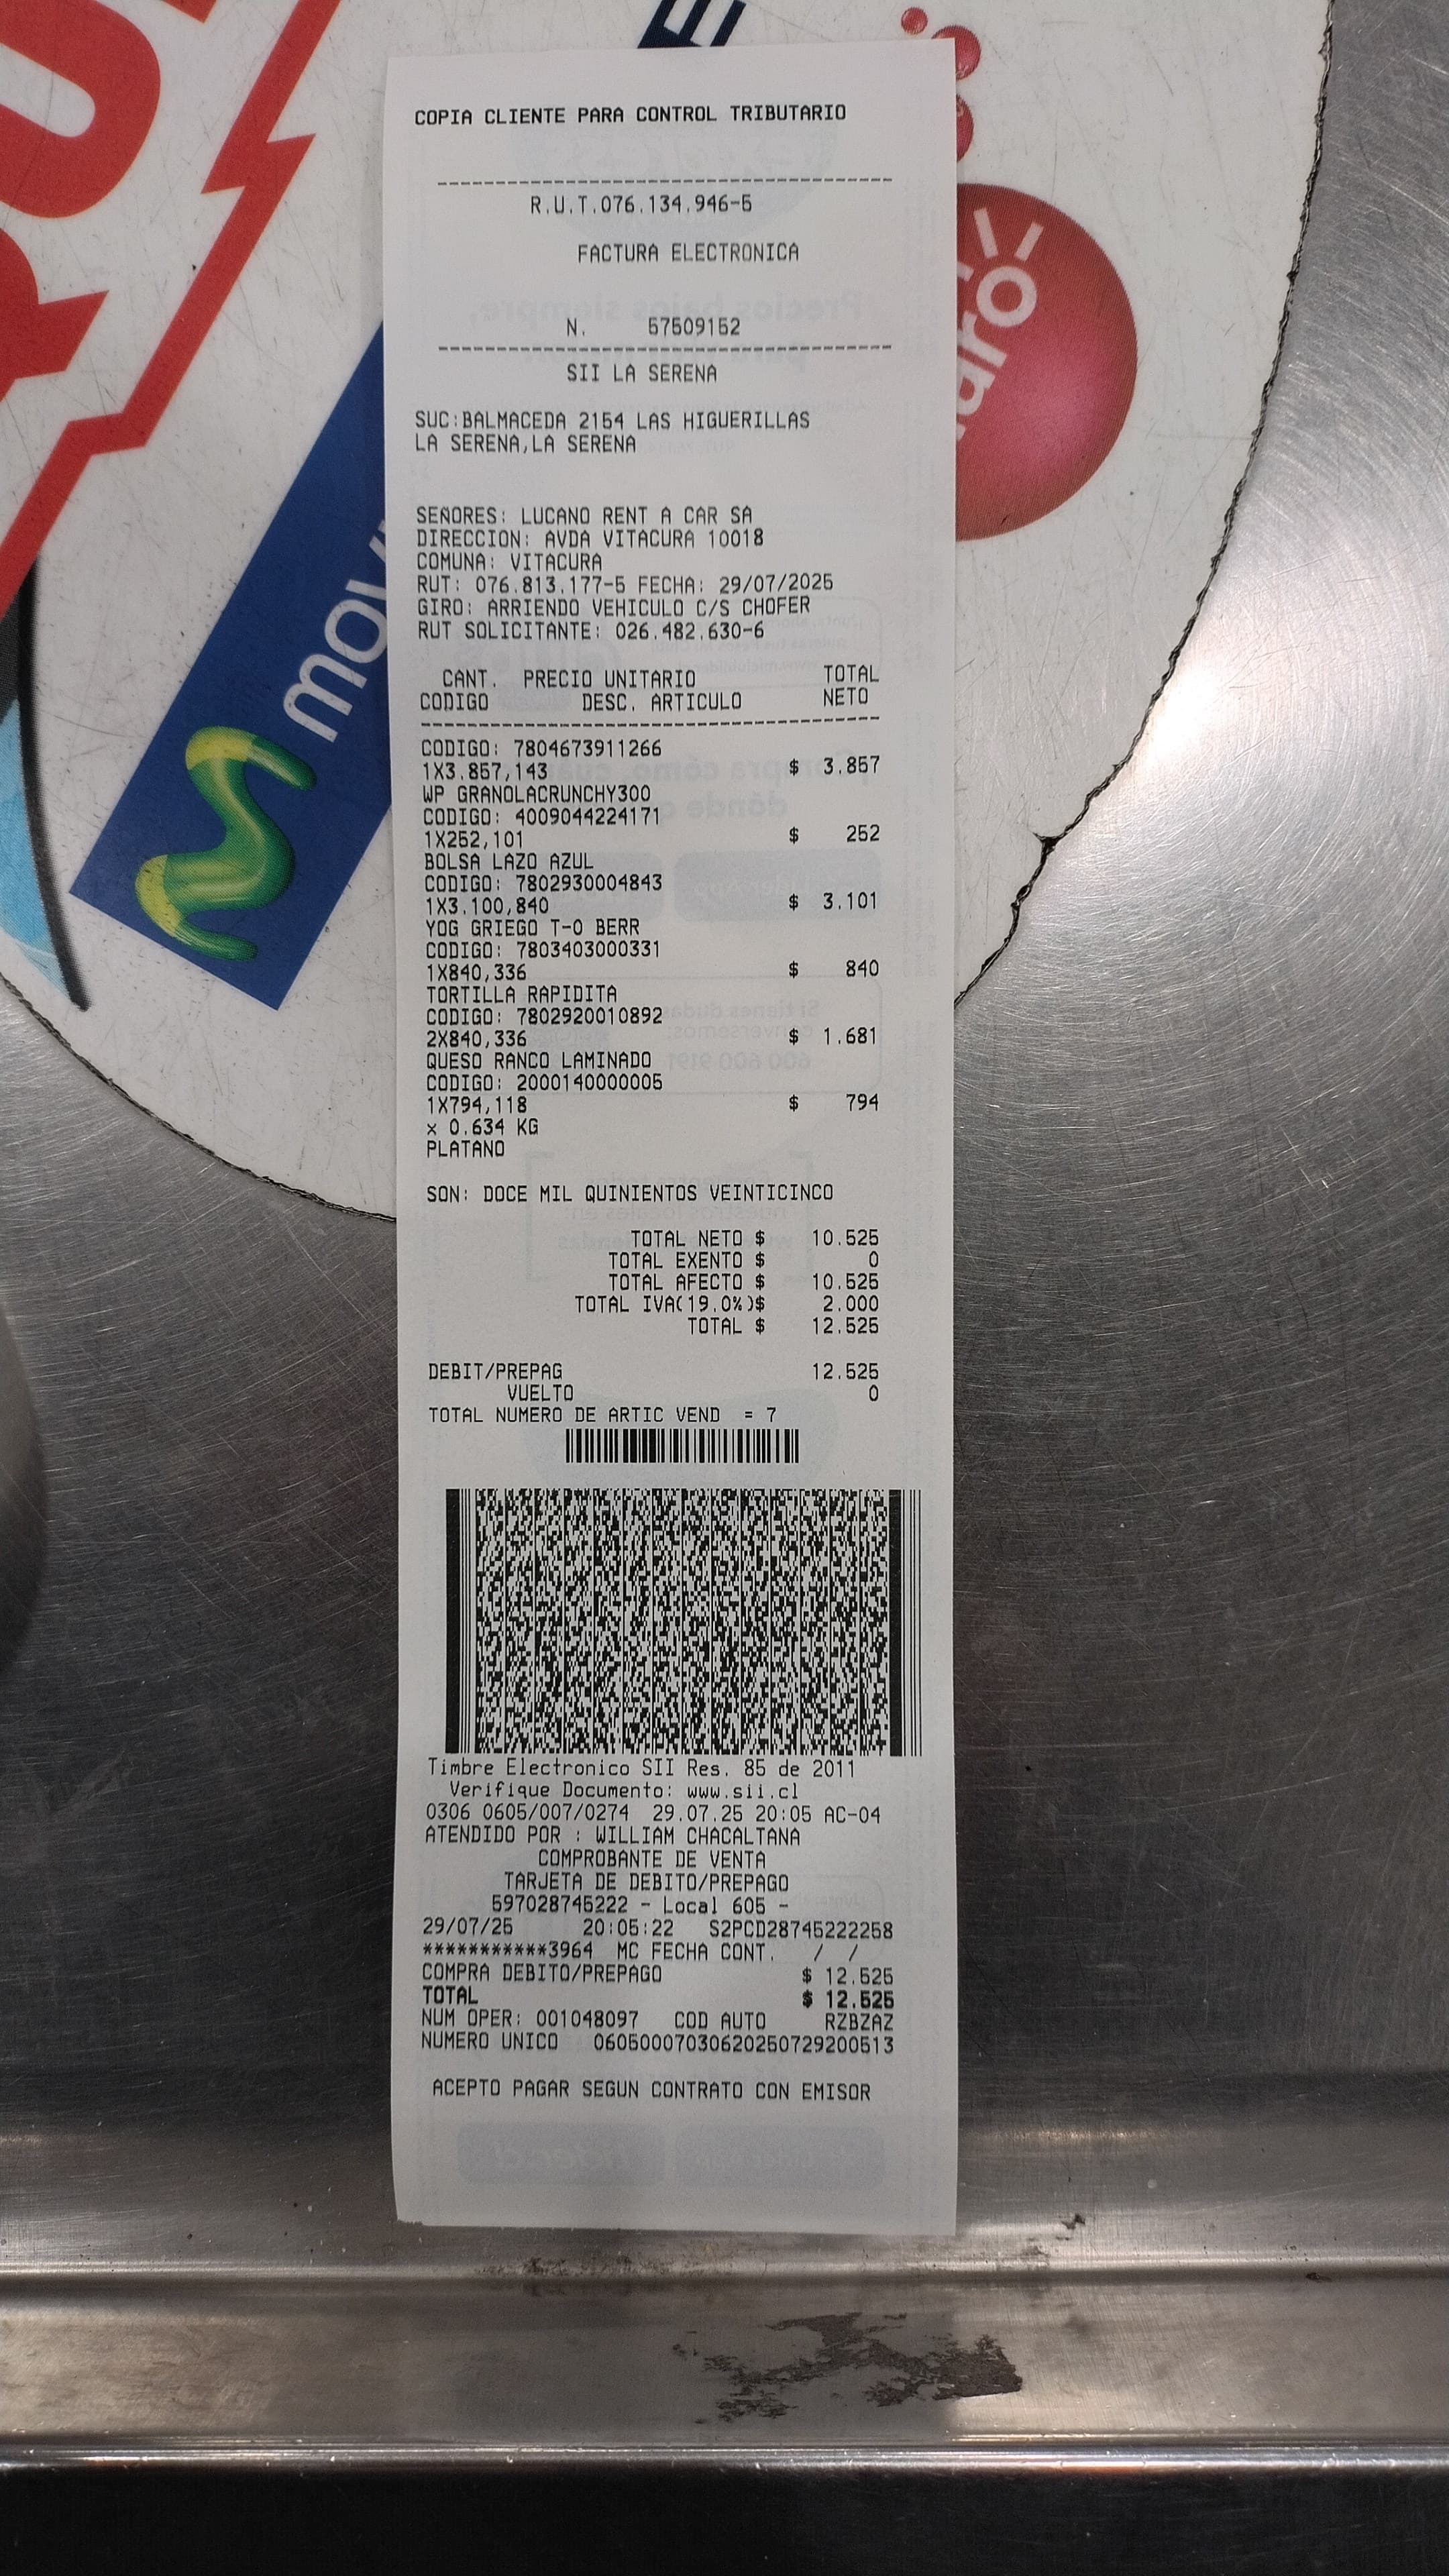 COPIA CLIENTE PARA CONTROL TRIBUTARIO
R.U.T.076.134.946-5
FACTURA ELECTRONICA
N. 57509152
SII LA SERENA
SUC:BALMACEDA 2154 LAS HIGUERILLAS
LA SERENA,LA SERENA
SEÑORES: LUCANO RENT A CAR SA
DIRECCION: AVDA VITACURA 10018
COMUNA: VITACURA
RUT: 076.813.177-5 FECHA: 29/07/2025
GIRO: ARRIENDO VEHICULO C/S CHOFER
RUT SOLICITANTE: 026.482.630-6
CANT. PRECIO UNITARIO TOTAL
CODIGO DESC. ARTICULO NETO
CODIGO: 7804673911266
1X3.857,143 $ 3.857
WP GRANOLACRUNCHY300
CODIGO: 4009044224171
1X252,101 $ 252
BOLSA LAZO AZUL
CODIGO: 7802930004843
1X3.100,840 $ 3.101
YOG GRIEGO T-O BERR
CODIGO: 7803403000331
1X840,336 $ 840
TORTILLA RAPIDITA
CODIGO: 7802920010892
2X840,336 $ 1.681
QUESO RANCO LAMINADO
CODIGO: 2000140000005
1X794,118 $ 794
x 0.634 KG
PLATANO
SON: DOCE MIL QUINIENTOS VEINTICINCO
TOTAL NETO $ 10.525
TOTAL EXENTO $ 0
TOTAL AFECTO $ 10.525
TOTAL IVA(19.0%)$ 2.000
TOTAL $ 12.525
DEBIT/PREPAG 12.525
VUELTO 0
TOTAL NUMERO DE ARTIC VEND = 7
Timbre Electronico SII Res. 85 de 2011
Verifique Documento: www.sii.cl
0306 0605/007/0274 29.07.25 20:05 AC-04
ATENDIDO POR : WILLIAM CHACALTANA
COMPROBANTE DE VENTA
TARJETA DE DEBITO/PREPAGO
597028745222 - Local 605 -
29/07/25 20:05:22 S2PCD28745222258
***********3964 MC FECHA CONT. / /
COMPRA DEBITO/PREPAGO $ 12.525
TOTAL $ 12.525
NUM OPER: 001048097 COD AUTO RZBZAZ
NUMERO UNICO 06050007030620250729200513
ACEPTO PAGAR SEGUN CONTRATO CON EMISOR